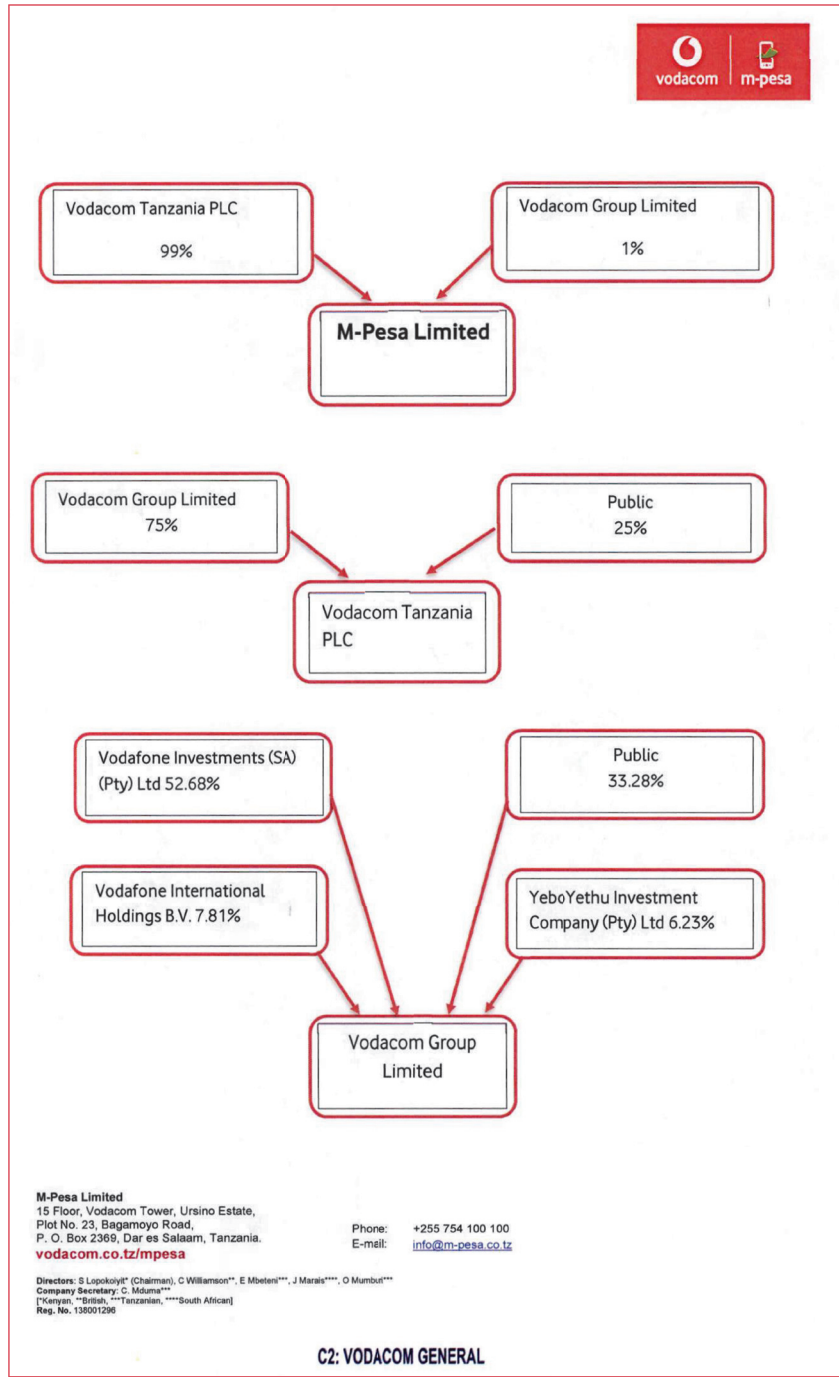 vodacom
m-pesa
Vodacom Tanzania PLC
99%
Vodacom Group Limited
1%
M-Pesa Limited
Vodacom Group Limited
75%
Public
25%
Vodacom Tanzania
PLC
Vodafone Investments (SA)
(Pty) Ltd 52.68%
Public
33.28%
Vodafone International
Holdings B.V. 7.81%
YeboYethu Investment
Company (Pty) Ltd 6.23%
Vodacom Group
Limited
M-Pesa Limited
15 Floor, Vodacom Tower, Ursino Estate,
Plot No. 23, Bagamoyo Road,
P. O. Box 2369, Dar es Salaam, Tanzania.
vodacom.co.tz/mpesa
Phone: +255 754 100 100
E-mail: info@m-pesa.co.tz
Directors: S Lopokoiyit* (Chairman), C Williamson**, E Mbeteni***, J Marais****, O Mumburi***
Company Secretary: C. Mduma***
[*Kenyan, **British, ***Tanzanian, ****South African]
Reg. No. 138001296
C2: VODACOM GENERAL